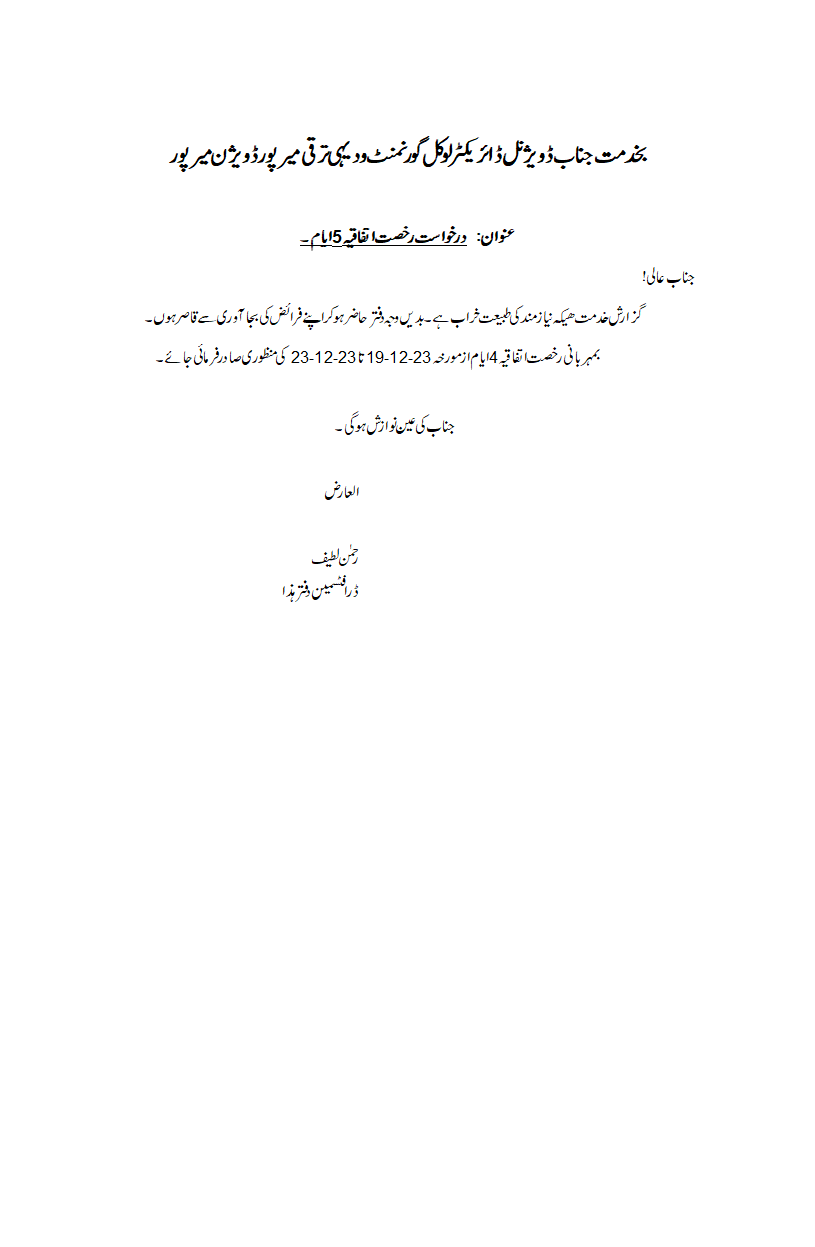 بخدمت جناب ڈویژنل ڈائریکٹر لوکل گورنمنٹ و دیہی ترقی میرپور ڈویژن میرپور
عنوان: درخواست رخصت اتفاقیہ 5 ایام ۔
جناب عالی!
گزارش خدمت ھیکہ نیازمند کی طبیعت خراب ہے۔ بدیں وجہ دفتر حاضر ہوکر اپنے فرائض کی بجا آوری سے قاصر ہوں۔
بمہربانی رخصت اتفاقیہ 4 ایام از مورخہ 19-12-23 تا 23-12-23 کی منظوری صادر فرمائی جائے۔
جناب کی عین نوازش ہوگی ۔
العارض
رحمٰن لطیف
ڈرافٹسمین دفتر ہذا